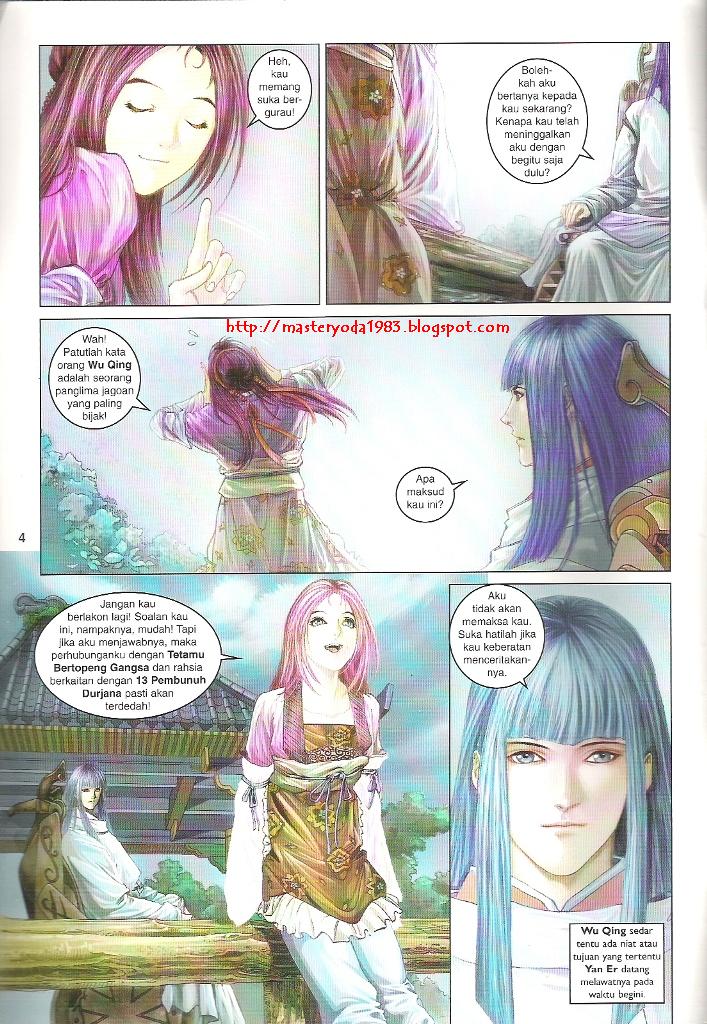 Heh,
kau
memang
suka ber-
gurau!
Boleh-
kah aku
bertanya kepada
kau sekarang?
Kenapa kau telah
meninggalkan
aku dengan
begitu saja
dulu?
http://masteryoda1983.blogspot.com
Wah!
Patutlah kata
orang Wu Qing
adalah seorang
panglima jagoan
yang paling
bijak!
Apa
maksud
kau ini?
4
Jangan kau
berlakon lagi! Soalan kau
ini, nampaknya, mudah! Tapi
jika aku menjawabnya, maka
perhubunganku dengan Tetamu
Bertopeng Gangsa dan rahsia
berkaitan dengan 13 Pembunuh
Durjana pasti akan
terdedah!
Aku
tidak akan
memaksa kau.
Suka hatilah jika
kau keberatan
menceritakan-
nya.
Wu Qing sedar
tentu ada niat atau
tujuan yang tertentu
Yan Er datang
melawatnya pada
waktu begini.